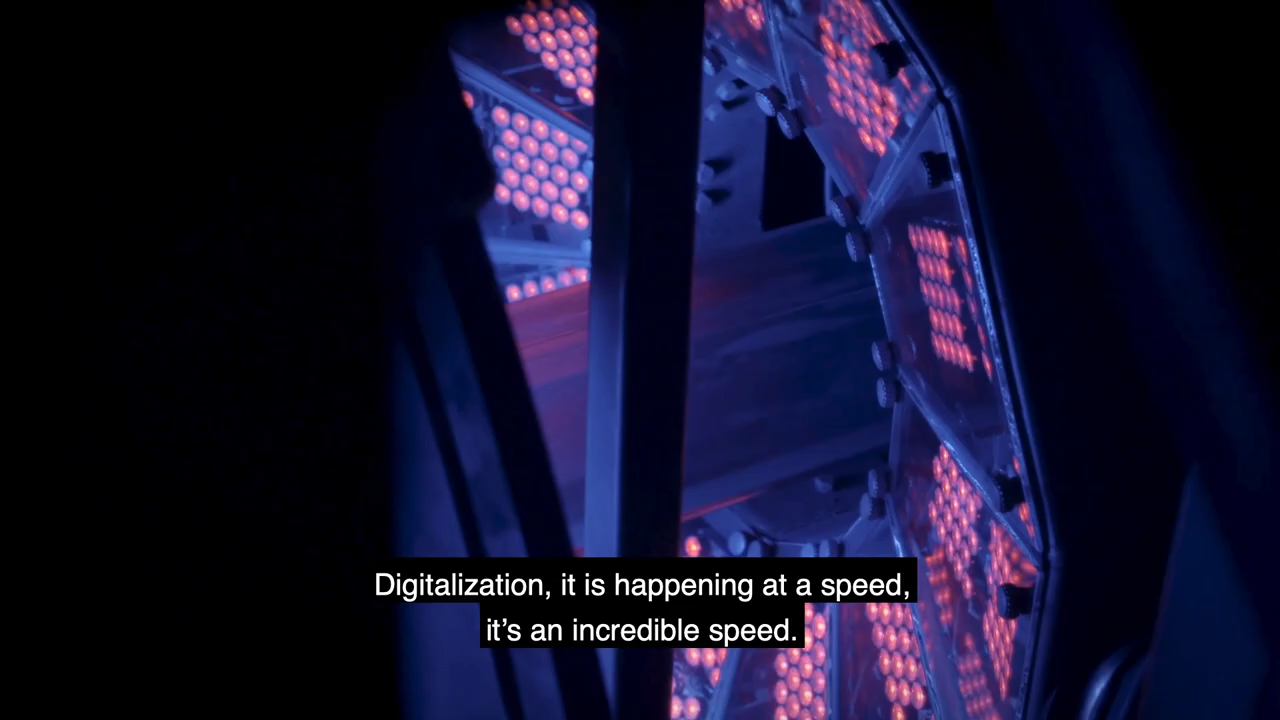 Digitalization, it is happening at a speed,
it's an incredible speed.